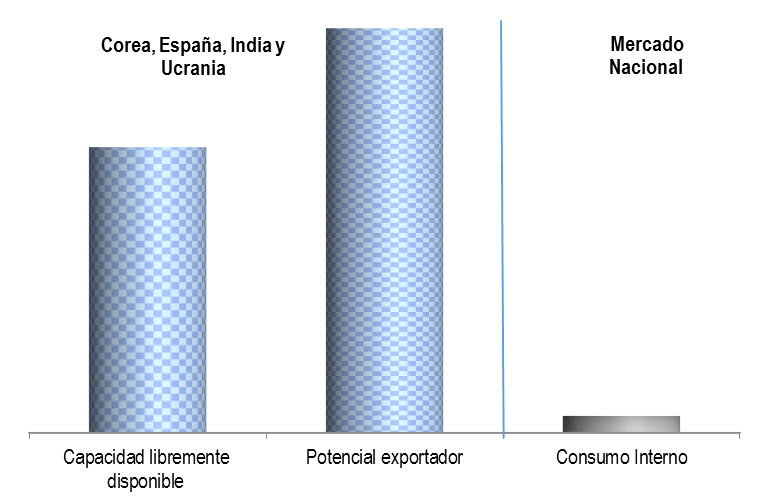 Corea, España, India y
Ucrania
Mercado
Nacional
Capacidad libremente
disponible
Potencial exportador
Consumo Interno